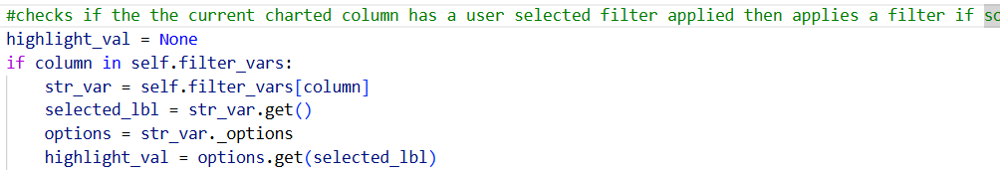 #checks if the the current charted column has a user selected filter applied then applies a filter if so
highlight_val = None
if column in self.filter_vars:
    str_var = self.filter_vars[column]
    selected_lbl = str_var.get()
    options = str_var._options
    highlight_val = options.get(selected_lbl)